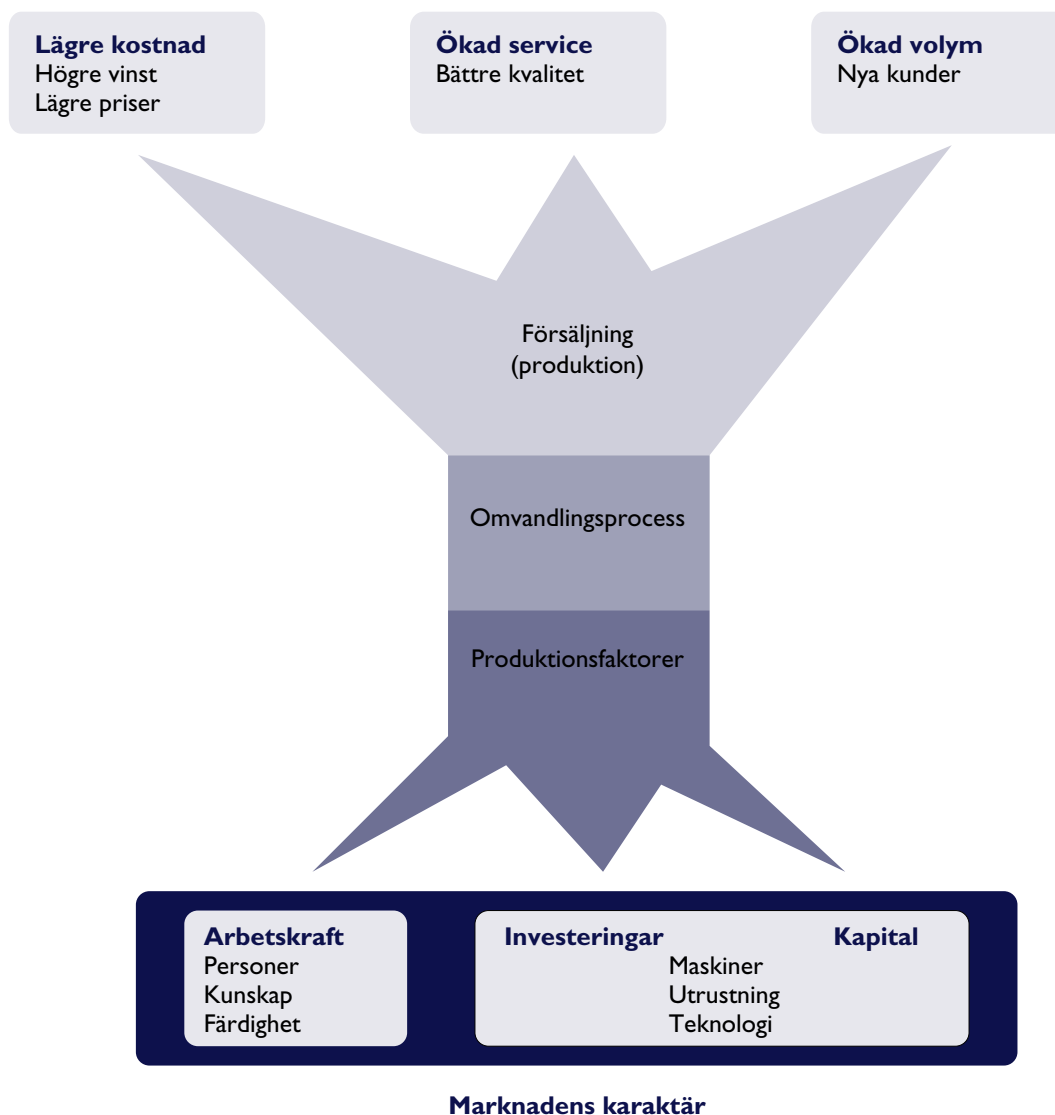 Lägre kostnad
Högre vinst
Lägre priser
Ökad service
Bättre kvalitet
Ökad volym
Nya kunder
Försäljning
(produktion)
Omvandlingsprocess
Produktionsfaktorer
Arbetskraft
Personer
Kunskap
Färdighet
Investeringar Kapital
Maskiner
Utrustning
Teknologi
Marknadens karaktär